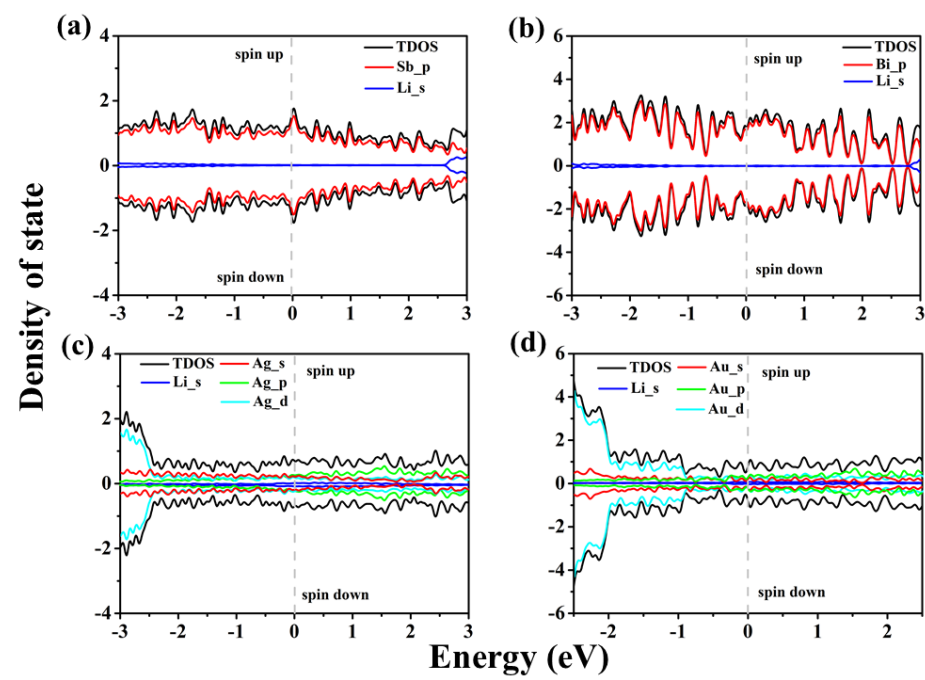 (a)
4
2
0
-2
-4
spin up
TDOS
Sb_p
Li_s
spin down
-3 -2 -1 0 1 2 3
(b)
6
4
2
0
-2
-4
-6
spin up
TDOS
Bi_p
Li_s
spin down
-3 -2 -1 0 1 2 3
Density of state
(c)
4
2
0
-2
-4
TDOS Ag_s
Li_s Ag_p
Ag_d
spin up
spin down
-3 -2 -1 0 1 2 3
(d)
6
4
2
0
-2
-4
-6
TDOS Au_s
Li_s Au_p
Au_d
spin up
spin down
-2 -1 0 1 2
Energy (eV)